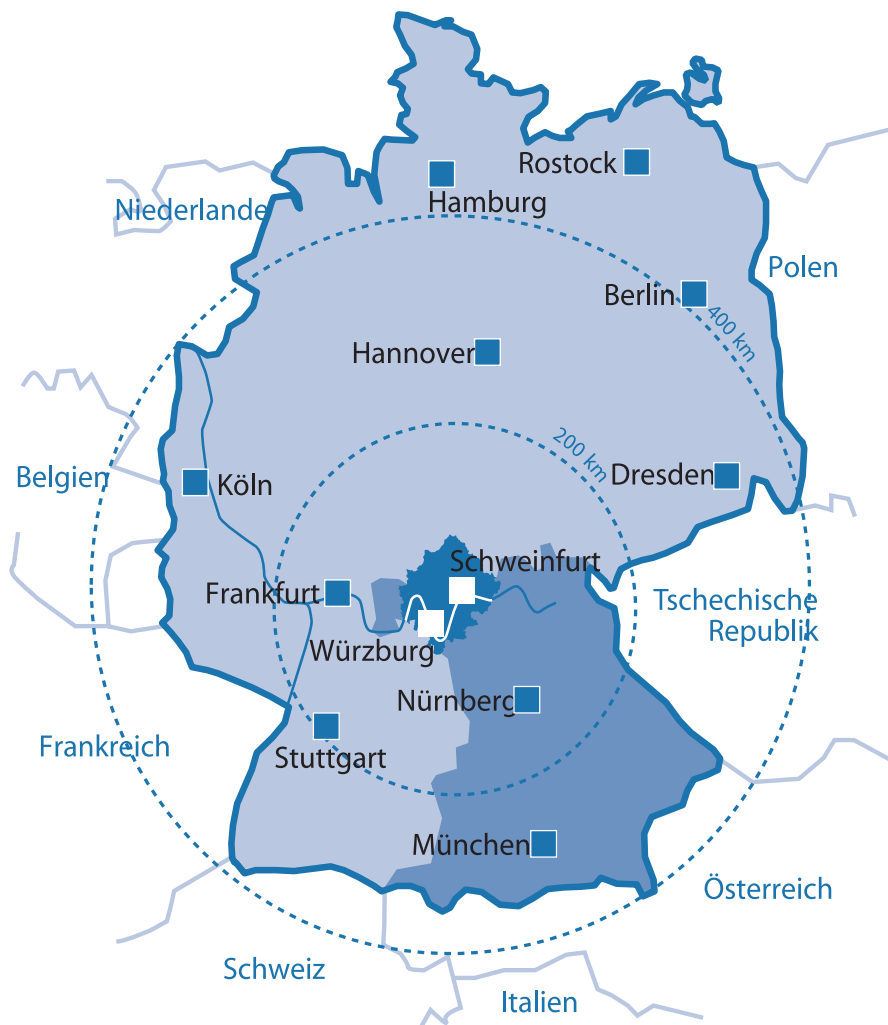 Rostock
Hamburg
Niederlande
Polen
Berlin
400 km
Hannover
200 km
Belgien
Köln
Dresden
Schweinfurt
Frankfurt
Tschechische
Republik
Würzburg
Nürnberg
Frankreich
Stuttgart
München
Österreich
Schweiz
Italien